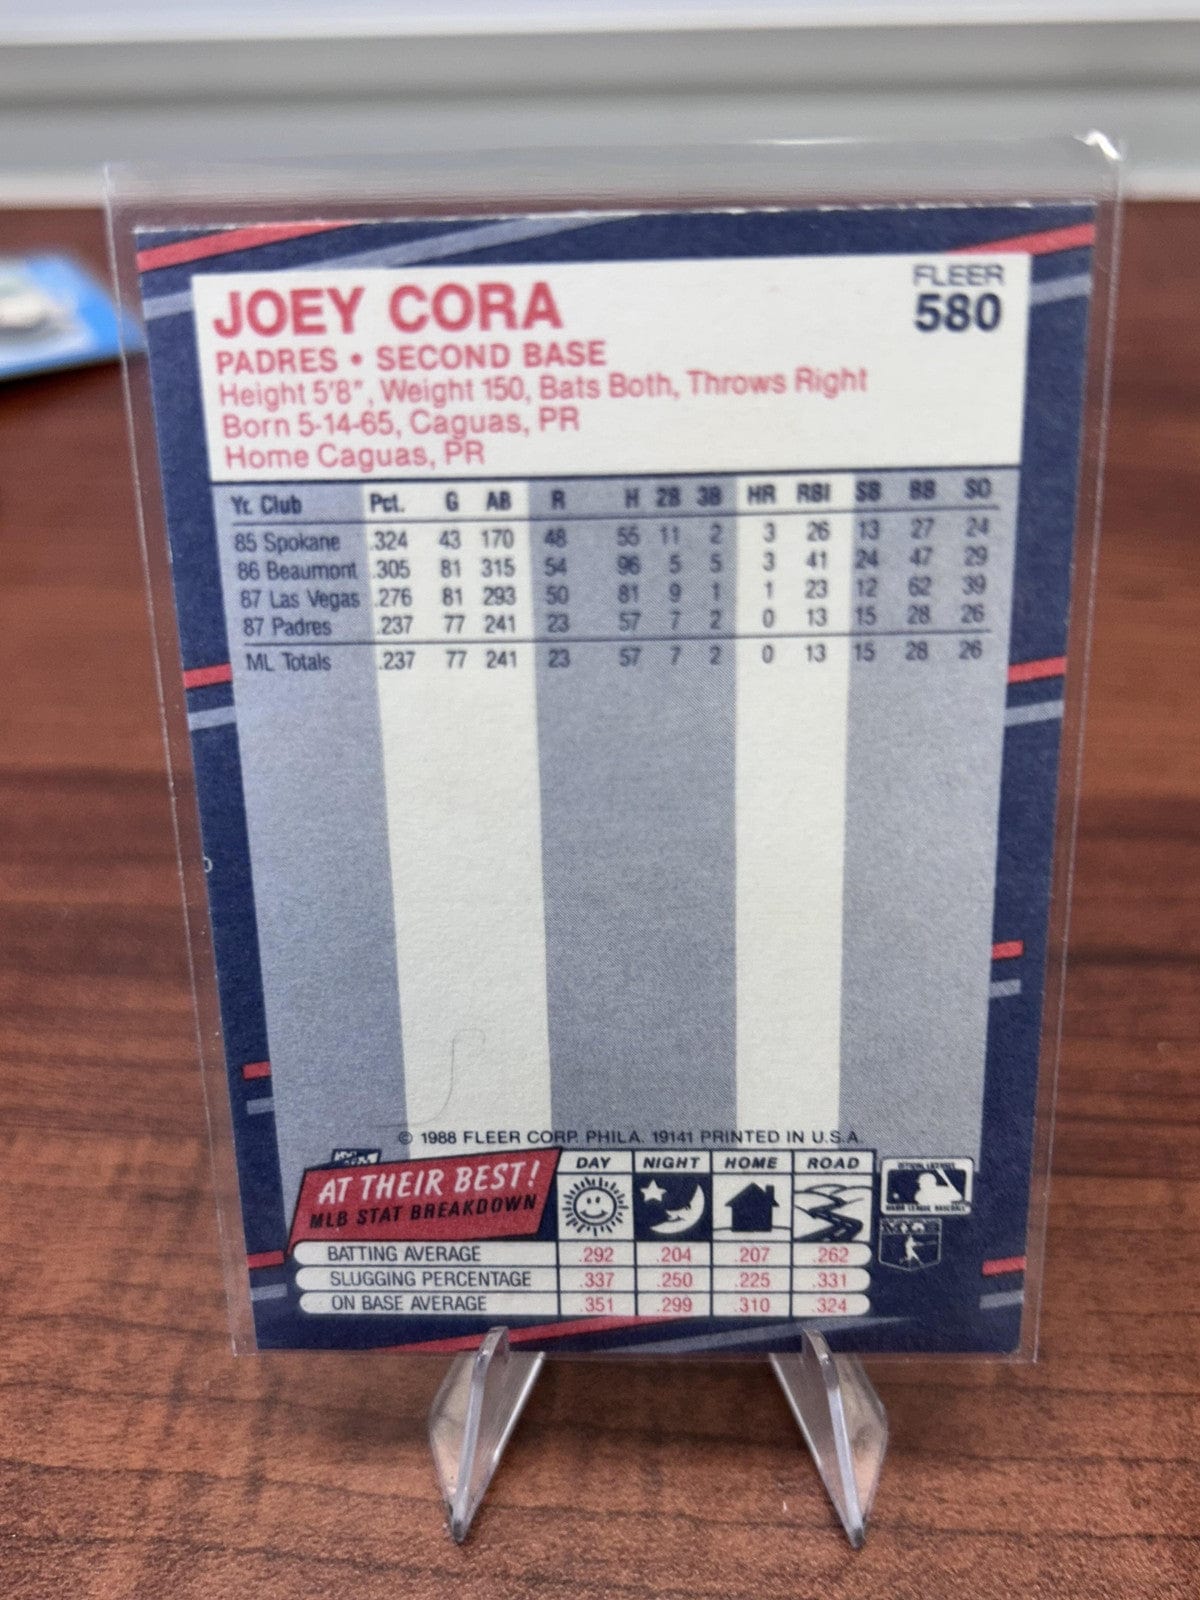 FLEER
JOEY CORA 580
PADRES • SECOND BASE
Height 5'8", Weight 150, Bats Both, Throws Right
Born 5-14-65, Caguas, PR
Home Caguas, PR
Yr. Club Pct. G AB R H 2B 3B HR RBI SB BB SO
85 Spokane .324 43 170 48 55 11 2 3 26 13 27 24
86 Beaumont .305 81 315 54 96 5 5 3 41 24 47 29
87 Las Vegas .276 81 293 50 81 9 1 1 23 12 62 39
87 Padres .237 77 241 23 57 7 2 0 13 15 28 26
ML Totals .237 77 241 23 57 7 2 0 13 15 28 26
© 1988 FLEER CORP. PHILA. 19141 PRINTED IN U.S.A.
AT THEIR BEST! DAY NIGHT HOME ROAD
MLB STAT BREAKDOWN
MAJOR LEAGUE BASEBALL
MLB
BATTING AVERAGE .292 .204 .207 .262
SLUGGING PERCENTAGE .337 .250 .225 .331
ON BASE AVERAGE .351 .299 .310 .324